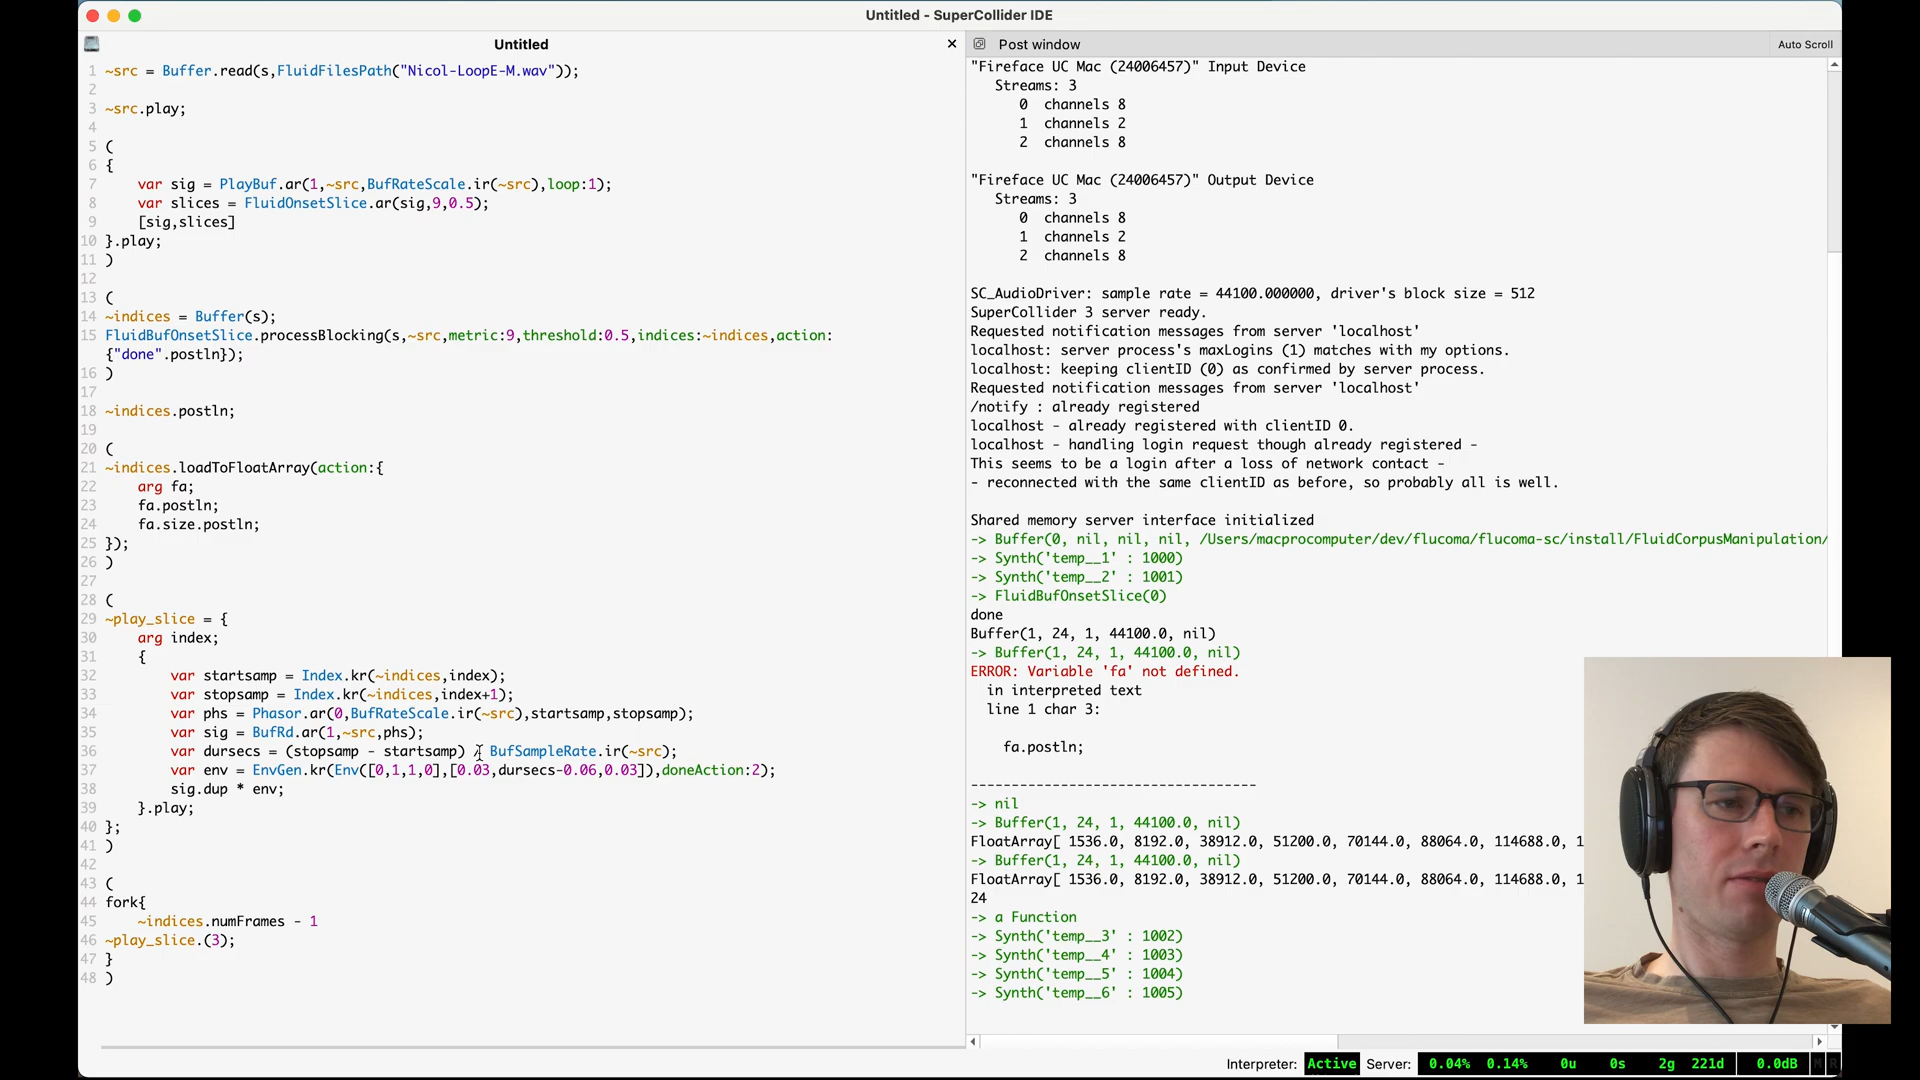 Untitled - SuperCollider IDE
Untitled
1 ~src = Buffer.read(s,FluidFilesPath("Nicol-LoopE-M.wav"));
2
3 ~src.play;
4
5 (
6 {
7 var sig = PlayBuf.ar(1,~src,BufRateScale.ir(~src),loop:1);
8 var slices = FluidOnsetSlice.ar(sig,9,0.5);
9 [sig,slices]
10 }.play;
11 )
12
13 (
14 ~indices = Buffer(s);
15 FluidBufOnsetSlice.processBlocking(s,~src,metric:9,threshold:0.5,indices:~indices,action:
{"done".postln});
16 )
17
18 ~indices.postln;
19
20 (
21 ~indices.loadToFloatArray(action:{
22 arg fa;
23 fa.postln;
24 fa.size.postln;
25 });
26 )
27
28 (
29 ~play_slice = {
30 arg index;
31 {
32 var startsamp = Index.kr(~indices,index);
33 var stopsamp = Index.kr(~indices,index+1);
34 var phs = Phasor.ar(0,BufRateScale.ir(~src),startsamp,stopsamp);
35 var sig = BufRd.ar(1,~src,phs);
36 var dursecs = (stopsamp - startsamp) / BufSampleRate.ir(~src);
37 var env = EnvGen.kr(Env([0,1,1,0],[0.03,dursecs-0.06,0.03]),doneAction:2);
38 sig.dup * env;
39 }.play;
40 };
41 )
42
43 (
44 fork{
45 ~indices.numFrames - 1
46 ~play_slice.(3);
47 }
48 )
Post window
Auto Scroll
"Fireface UC Mac (24006457)" Input Device
Streams: 3
0 channels 8
1 channels 2
2 channels 8
"Fireface UC Mac (24006457)" Output Device
Streams: 3
0 channels 8
1 channels 2
2 channels 8
SC_AudioDriver: sample rate = 44100.000000, driver's block size = 512
SuperCollider 3 server ready.
Requested notification messages from server 'localhost'
localhost: server process's maxLogins (1) matches with my options.
localhost: keeping clientID (0) as confirmed by server process.
Requested notification messages from server 'localhost'
/notify : already registered
localhost - already registered with clientID 0.
localhost - handling login request though already registered -
This seems to be a login after a loss of network contact -
- reconnected with the same clientID as before, so probably all is well.
Shared memory server interface initialized
-> Buffer(0, nil, nil, nil, /Users/macprocomputer/dev/flucoma/flucoma-sc/install/FluidCorpusManipulation/
-> Synth('temp__1' : 1000)
-> Synth('temp__2' : 1001)
-> FluidBufOnsetSlice(0)
done
Buffer(1, 24, 1, 44100.0, nil)
-> Buffer(1, 24, 1, 44100.0, nil)
ERROR: Variable 'fa' not defined.
in interpreted text
line 1 char 3:
fa.postln;
-----------------------------------
-> nil
-> Buffer(1, 24, 1, 44100.0, nil)
FloatArray[ 1536.0, 8192.0, 38912.0, 51200.0, 70144.0, 88064.0, 114688.0, 1
-> Buffer(1, 24, 1, 44100.0, nil)
FloatArray[ 1536.0, 8192.0, 38912.0, 51200.0, 70144.0, 88064.0, 114688.0, 1
24
-> a Function
-> Synth('temp__3' : 1002)
-> Synth('temp__4' : 1003)
-> Synth('temp__5' : 1004)
-> Synth('temp__6' : 1005)
Interpreter: Active Server: 0.04% 0.14% 0u 0s 2g 221d 0.0dB M R